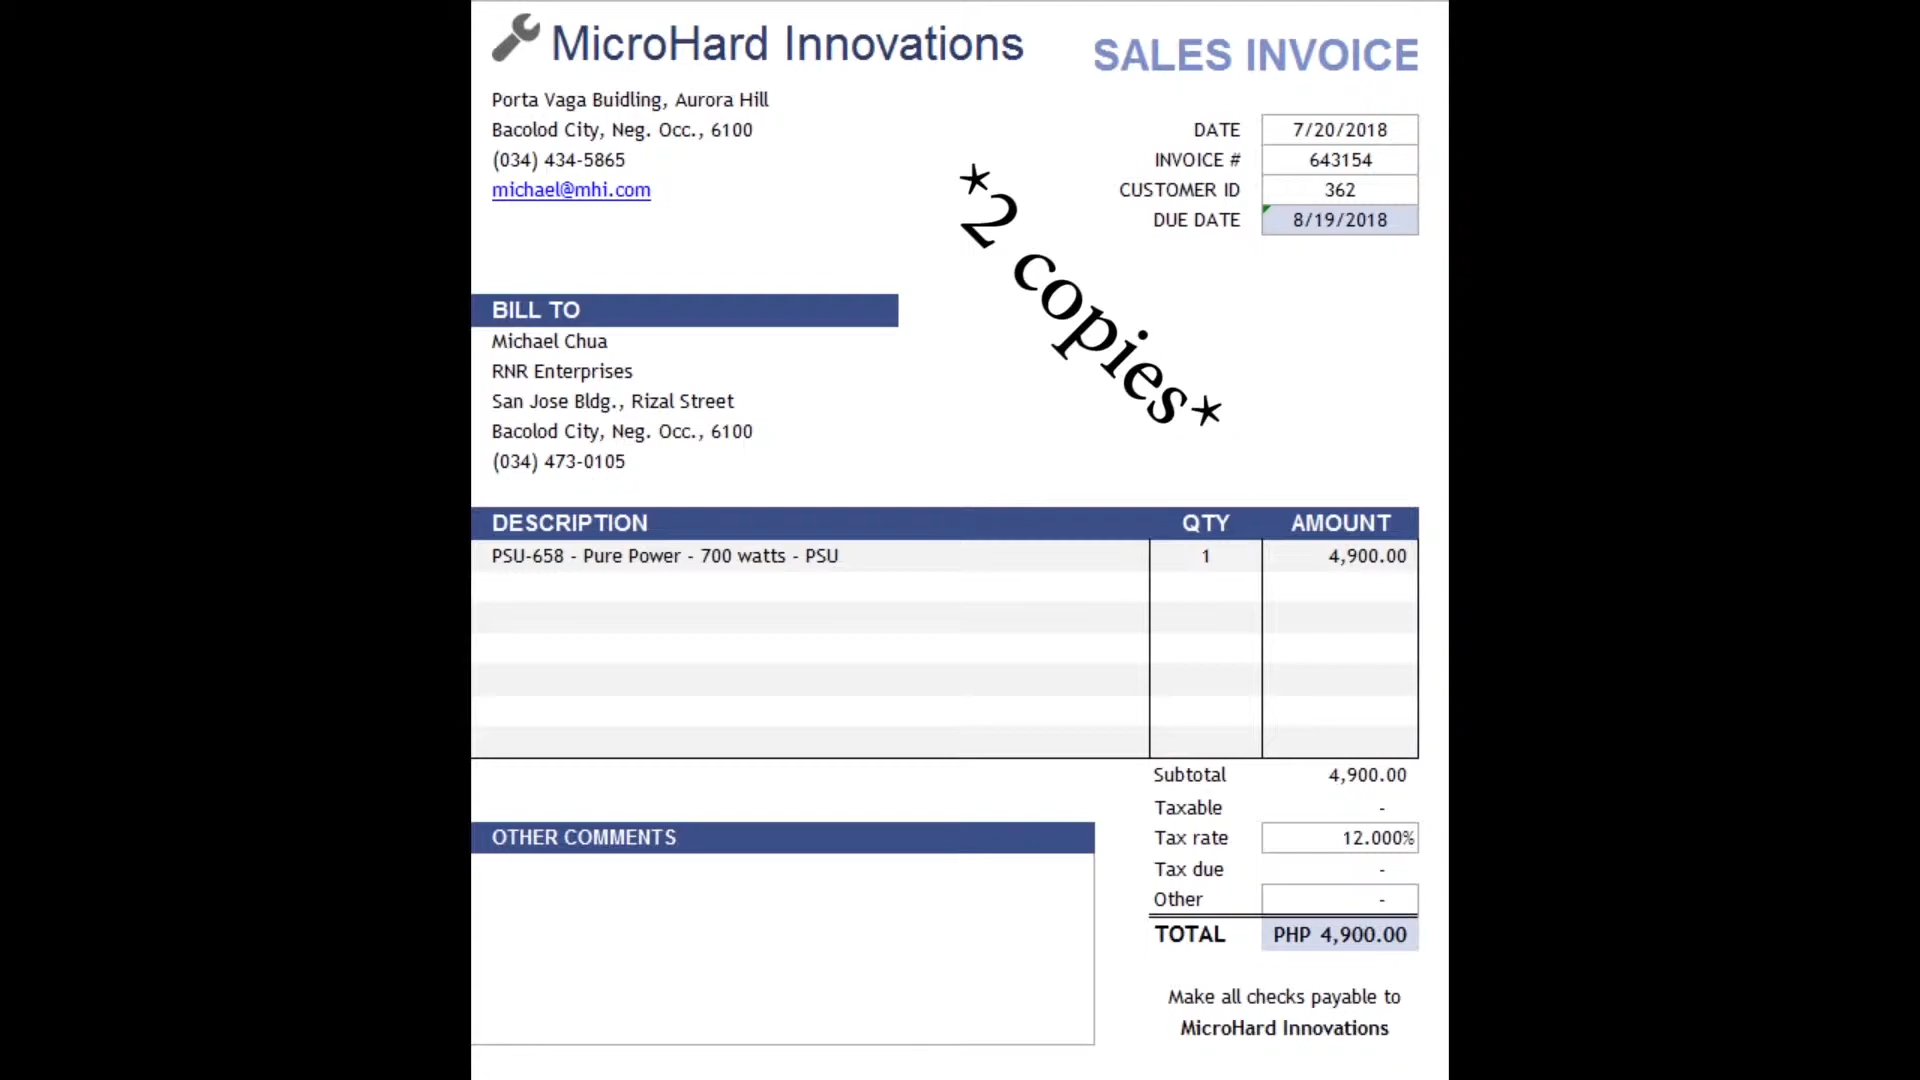 MicroHard Innovations
SALES INVOICE
Porta Vaga Buidling, Aurora Hill
Bacolod City, Neg. Occ., 6100
(034) 434-5865
michael@mhi.com
DATE 7/20/2018
INVOICE # 643154
CUSTOMER ID 362
DUE DATE 8/19/2018
*2 copies*
BILL TO
Michael Chua
RNR Enterprises
San Jose Bldg., Rizal Street
Bacolod City, Neg. Occ., 6100
(034) 473-0105
DESCRIPTION QTY AMOUNT
PSU-658 - Pure Power - 700 watts - PSU 1 4,900.00
Subtotal 4,900.00
Taxable -
Tax rate 12.000%
Tax due -
Other -
TOTAL PHP 4,900.00
OTHER COMMENTS
Make all checks payable to
MicroHard Innovations